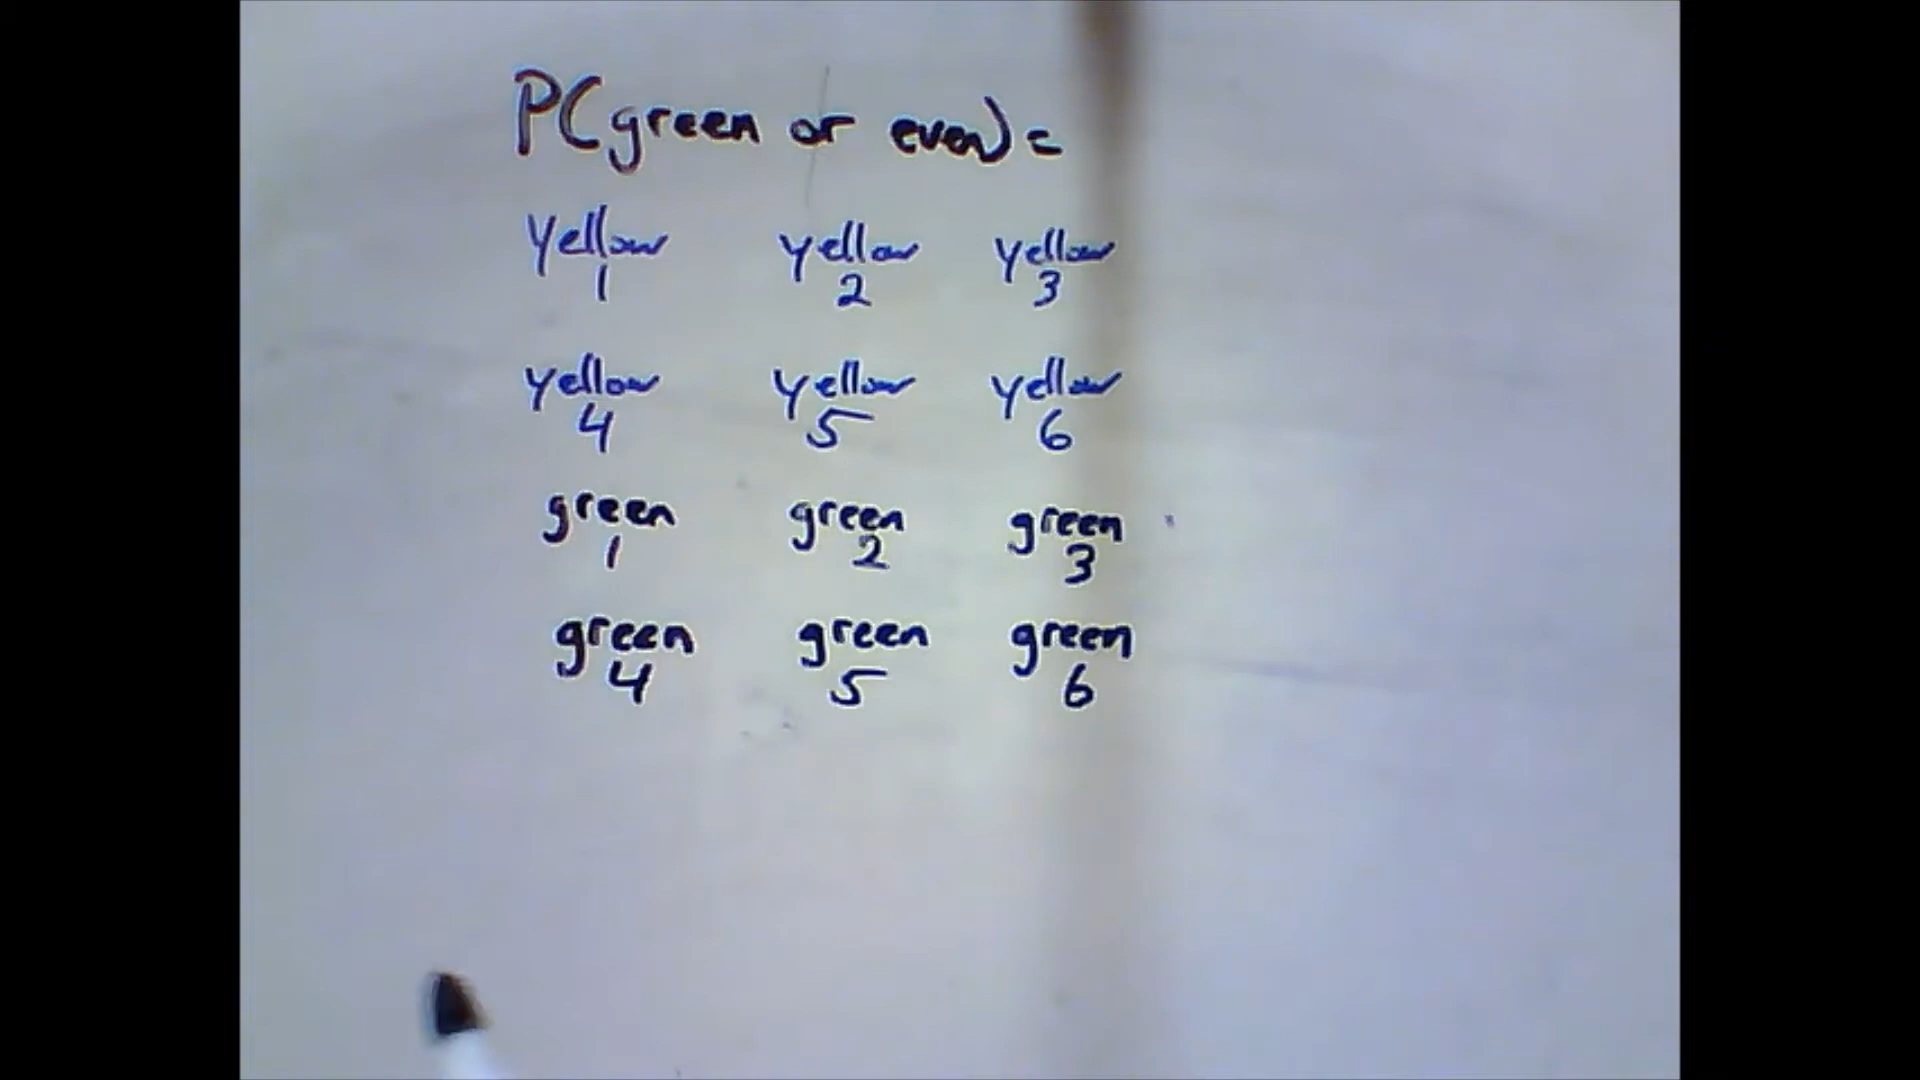 P(green or even) =
yellow yellow yellow
1 2 3
yellow yellow yellow
4 5 6
green green green
1 2 3
green green green
4 5 6